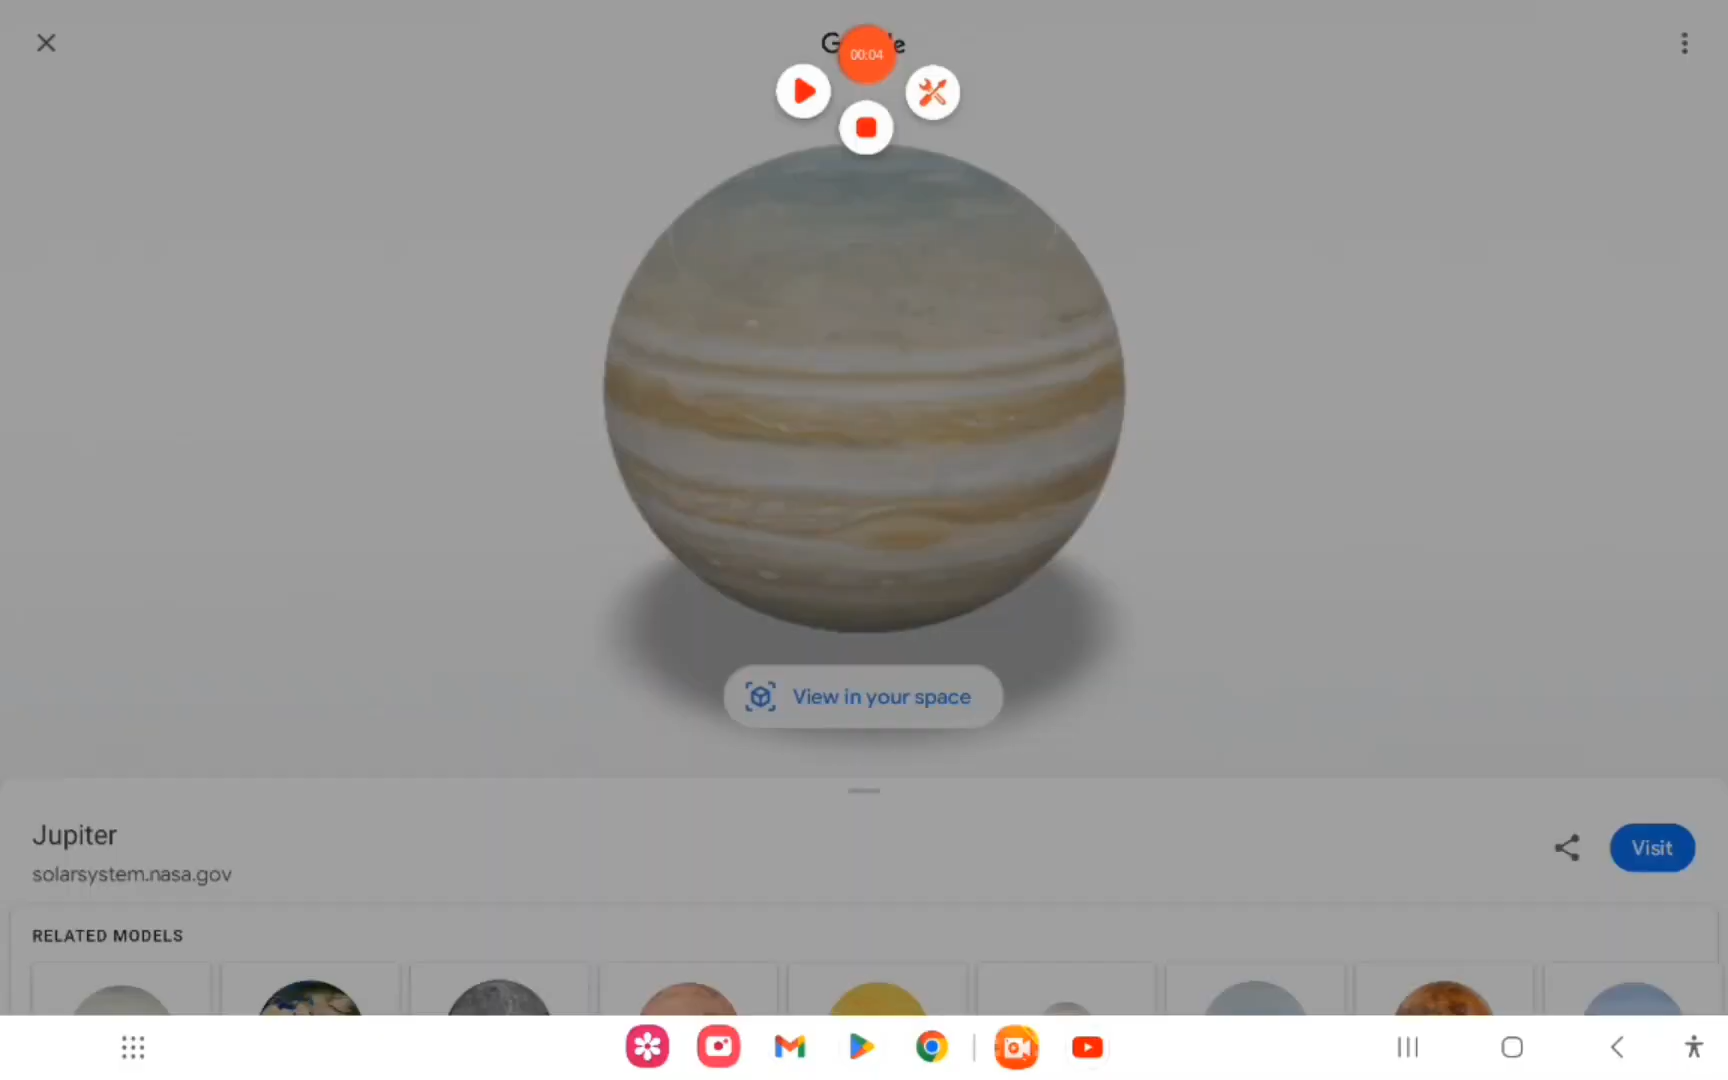 00:04
View in your space
Jupiter
solarsystem.nasa.gov
Visit
RELATED MODELS